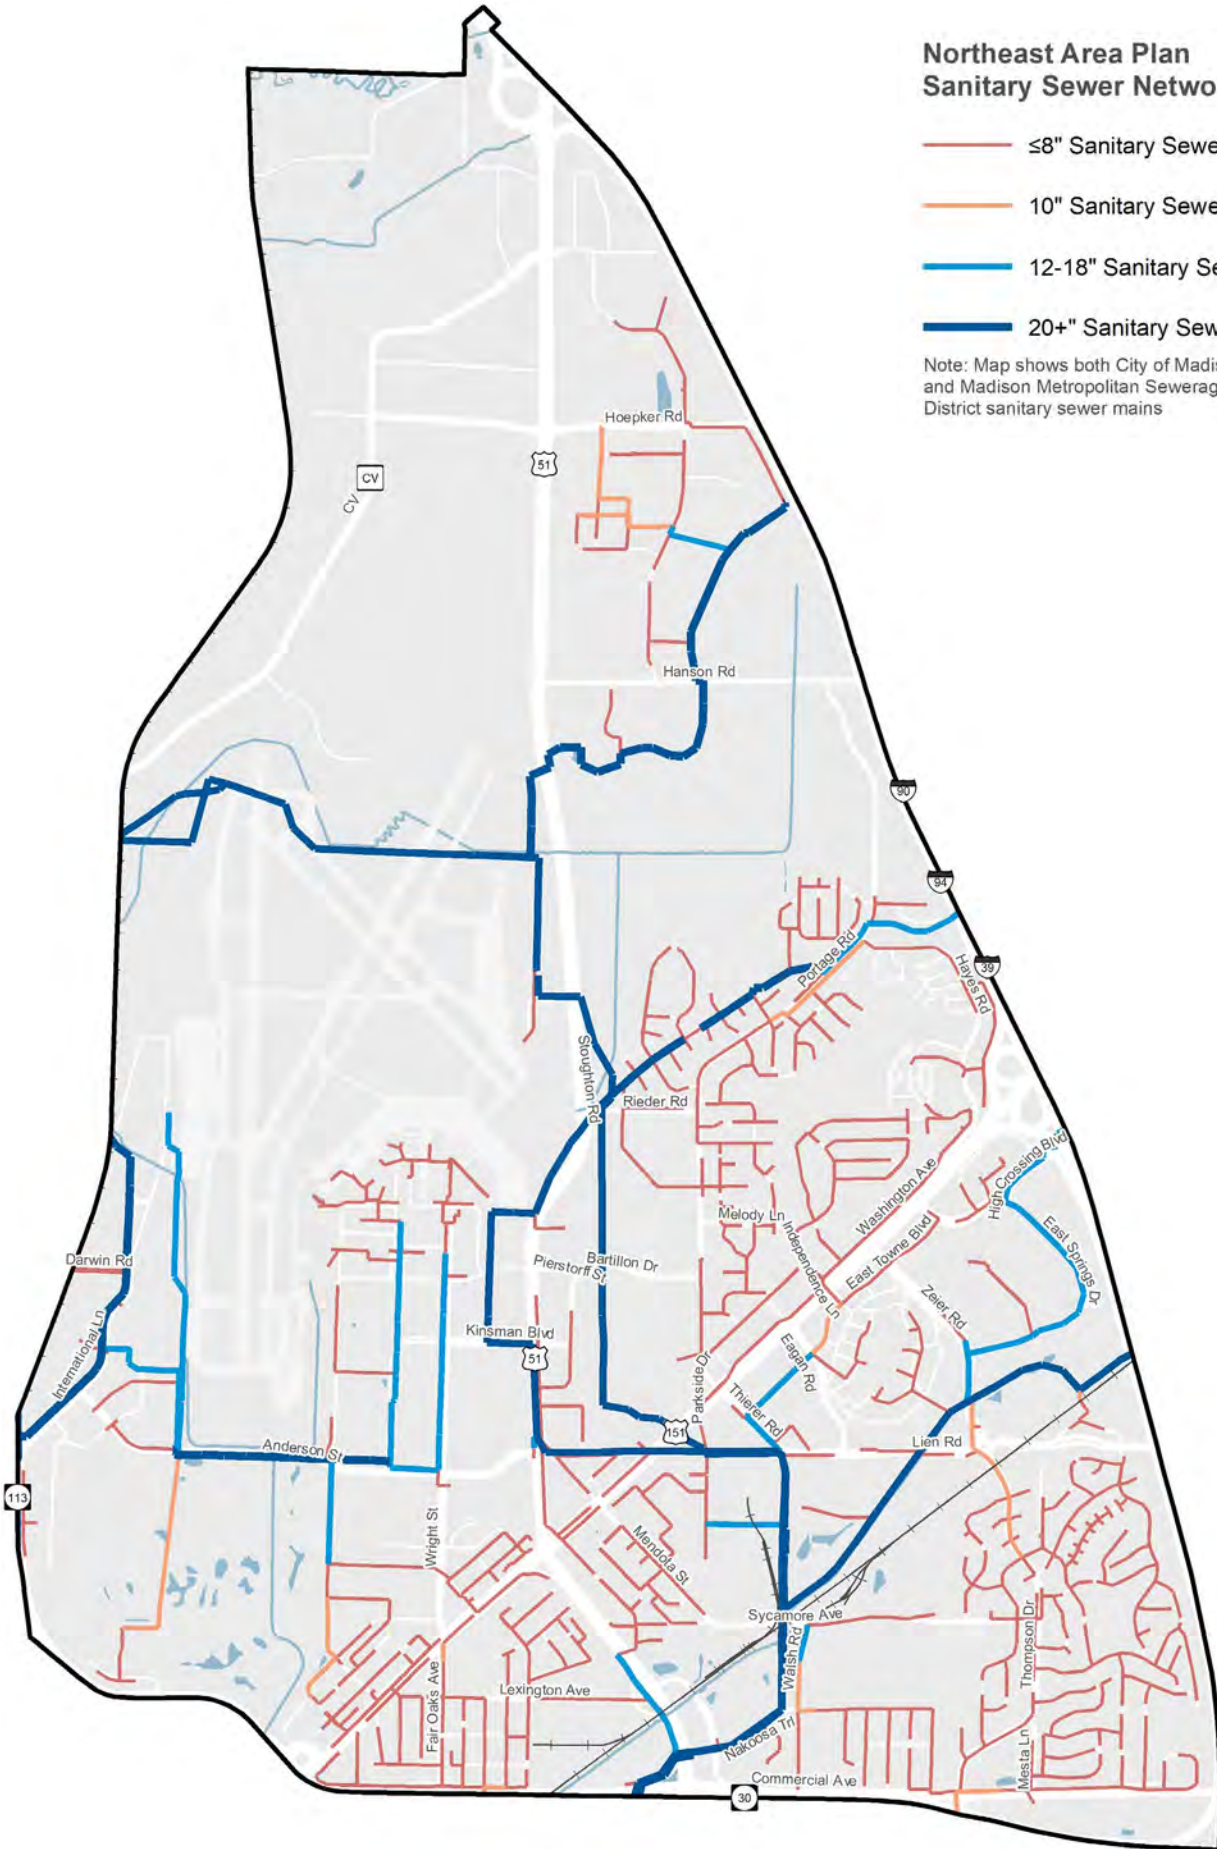 Northeast Area Plan
Sanitary Sewer Netwo
≤8" Sanitary Sewe
10" Sanitary Sewe
12-18" Sanitary Se
20+" Sanitary Sew
Note: Map shows both City of Madis
and Madison Metropolitan Sewerag
District sanitary sewer mains
Hoepker Rd
51
CV
CV
Hanson Rd
90
94
Portage Rd
39
Hayes Rd
Stoughton Rd
Rieder Rd
High Crossing Blvd
Washington Ave
Melody Ln
Independence Ln
East Towne Blvd
East Springs Dr
Darwin Rd
Bartillon Dr
Pierstorff St
Zeier Rd
International Ln
Kinsman Blvd
51
Eagan Rd
Parkside Dr
Thierer Rd
151
Anderson St
Lien Rd
113
Wright St
Mendota St
Sycamore Ave
Walsh Rd
Thompson Dr
Lexington Ave
Fair Oaks Ave
Nakoosa Trl
Mesta Ln
Commercial Ave
30